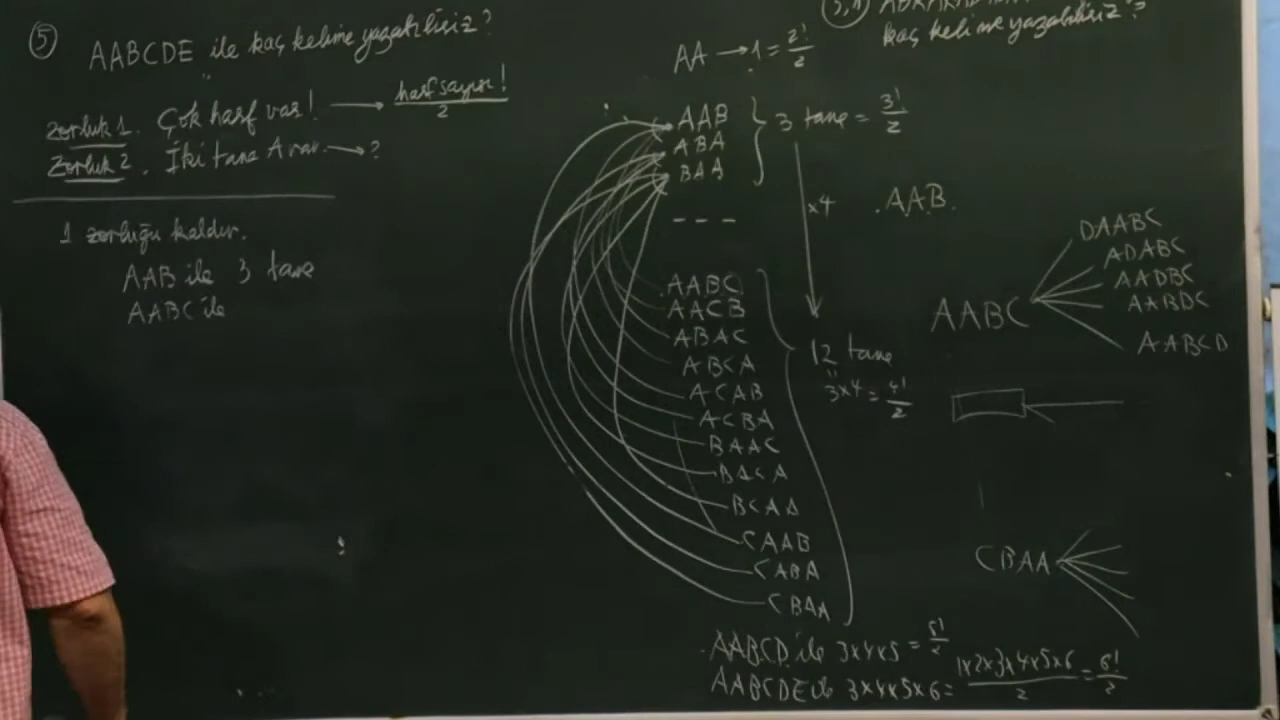 5 AABCDE ile kaç kelime yazabiliriz?
Zorluk 1. Çok harf var! → harf sayısı! / 2
Zorluk 2. İki tane A var. → ?
1 zorluğu kaldır.
AAB ile 3 tane
AABC ile
AA → 1 = 2!/2
AAB
ABA
BAA
3 tane = 3!/2
- - -
x4
AABC
AACB
ABAC
ABCA
ACAB
ACBA
BAAC
BACA
BCAA
CAAB
CABA
CBAA
12 tane
"
3x4 = 4!/2
AABCD ile 3x4x5 = 5!/2
AABCDE ile 3x4x5x6 = 1x2x3x4x5x6/2 = 6!/2
kaç kelime yazabiliriz?
.AAB.
AABC
DAABC
ADABC
AADBC
AABDC
AABCD
CBAA